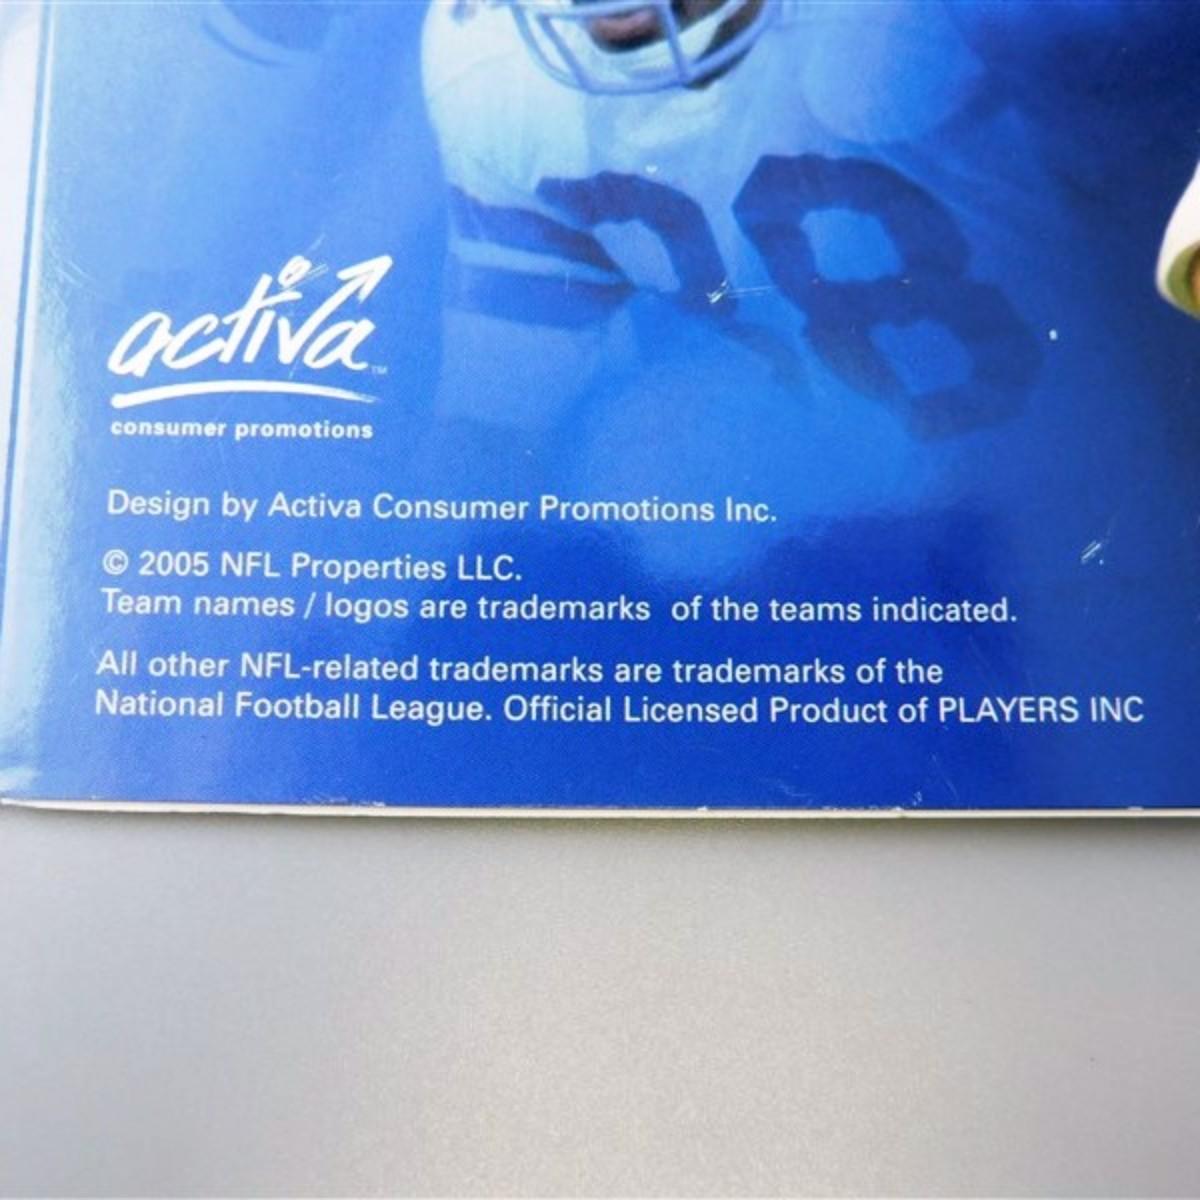 28
activa™
consumer promotions
Design by Activa Consumer Promotions Inc.
© 2005 NFL Properties LLC.
Team names / logos are trademarks of the teams indicated.
All other NFL-related trademarks are trademarks of the
National Football League. Official Licensed Product of PLAYERS INC